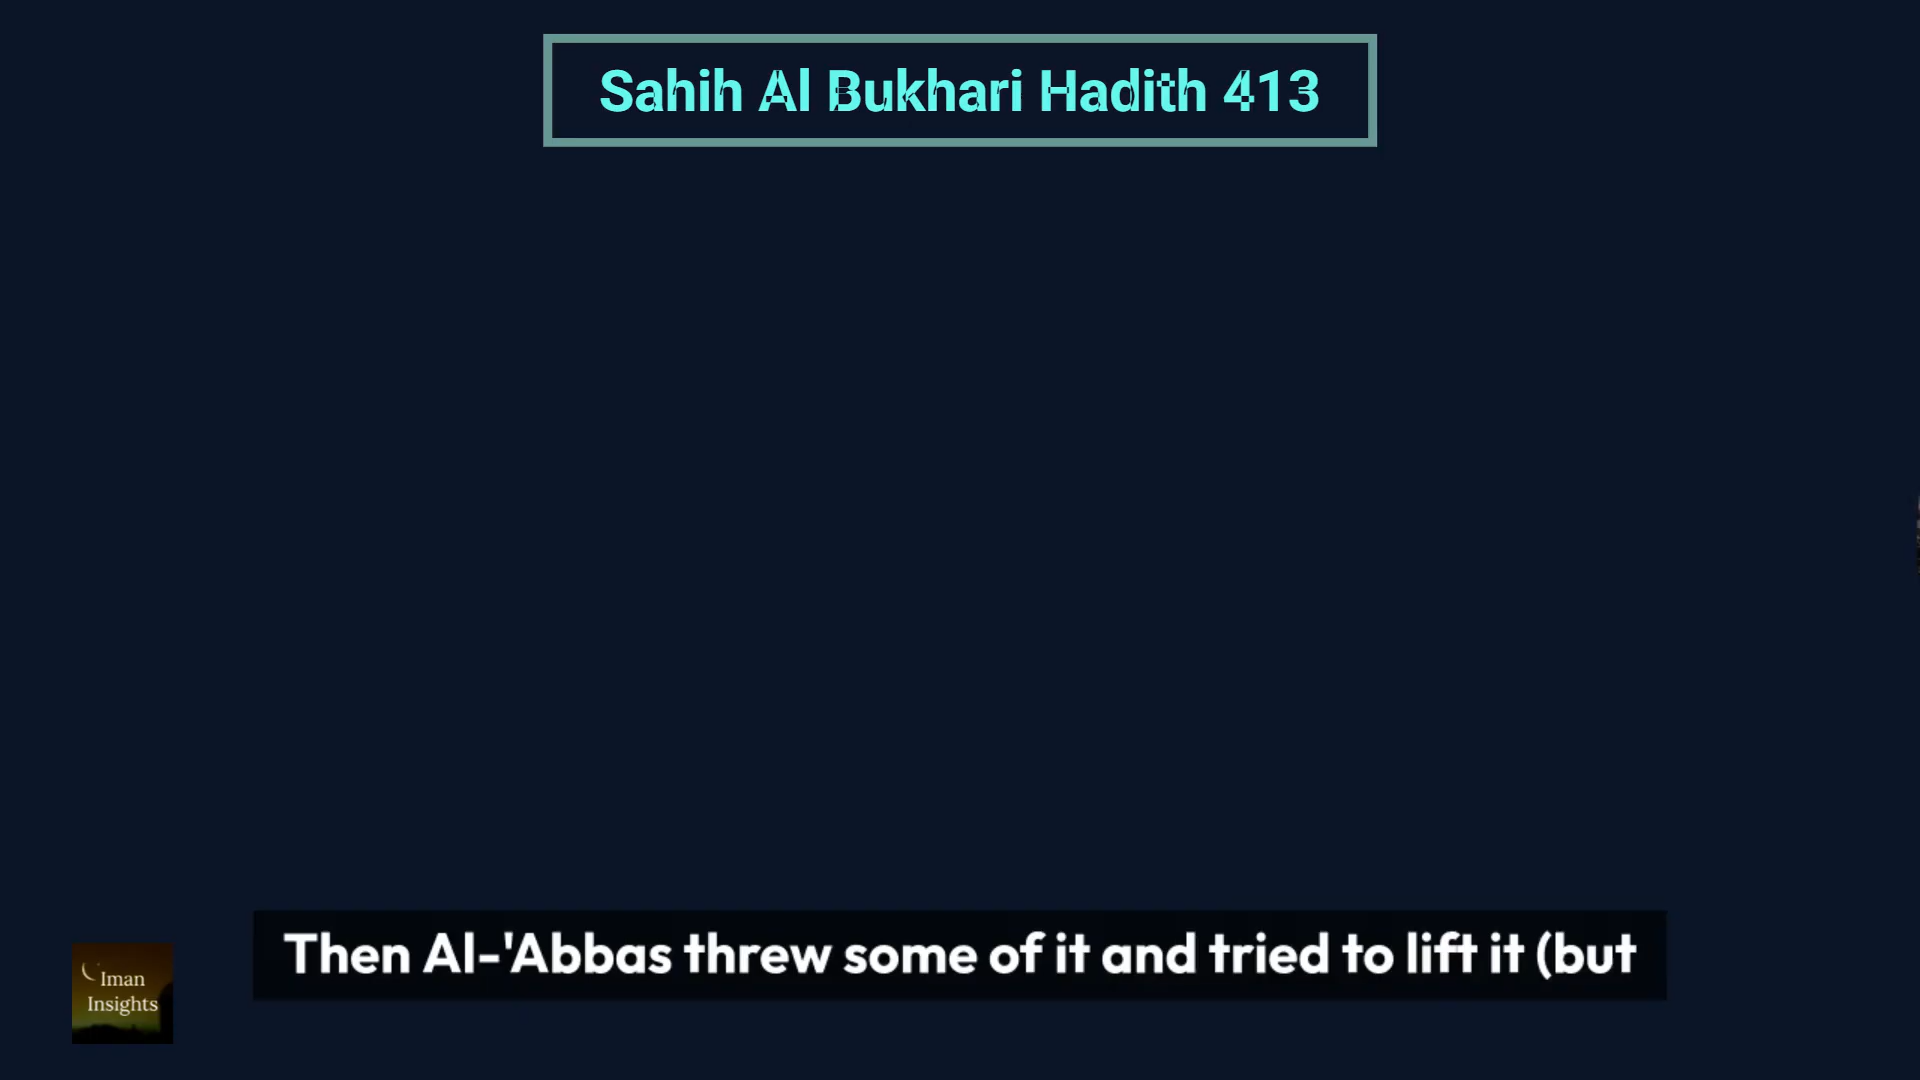 Sahih Al Bukhari Hadith 413
Then Al-'Abbas threw some of it and tried to lift it (but
Iman
Insights